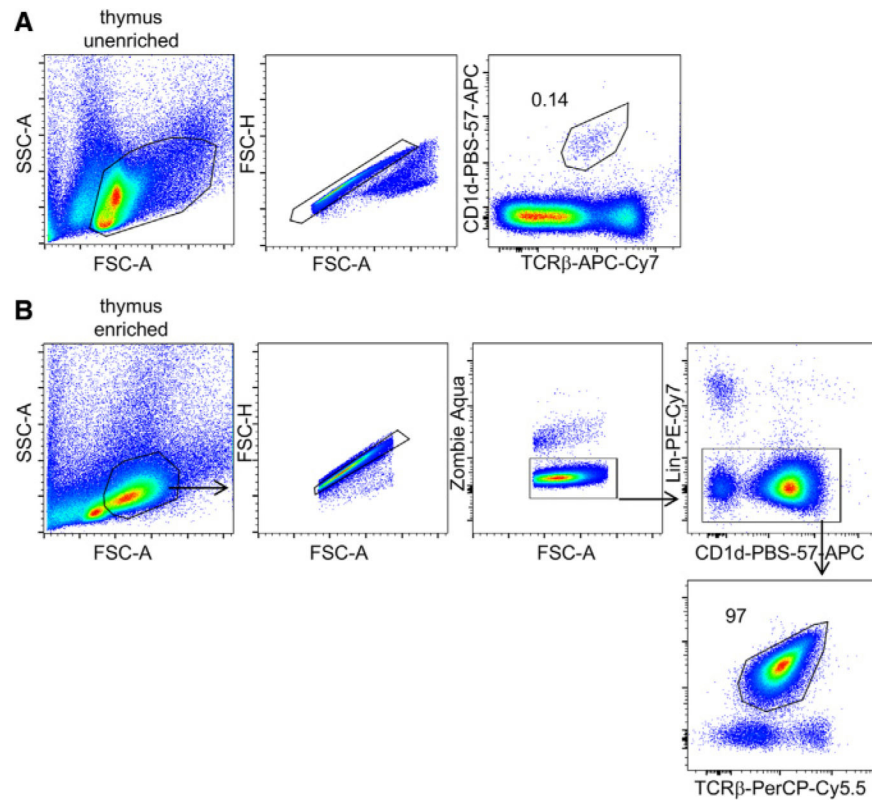 A
thymus
unenriched
SSC-A
FSC-A
FSC-H
FSC-A
CD1d-PBS-57-APC
0.14
TCRβ-APC-Cy7
B
thymus
enriched
SSC-A
FSC-A
FSC-H
FSC-A
Zombie Aqua
FSC-A
Lin-PE-Cy7
CD1d-PBS-57-APC
97
TCRβ-PerCP-Cy5.5